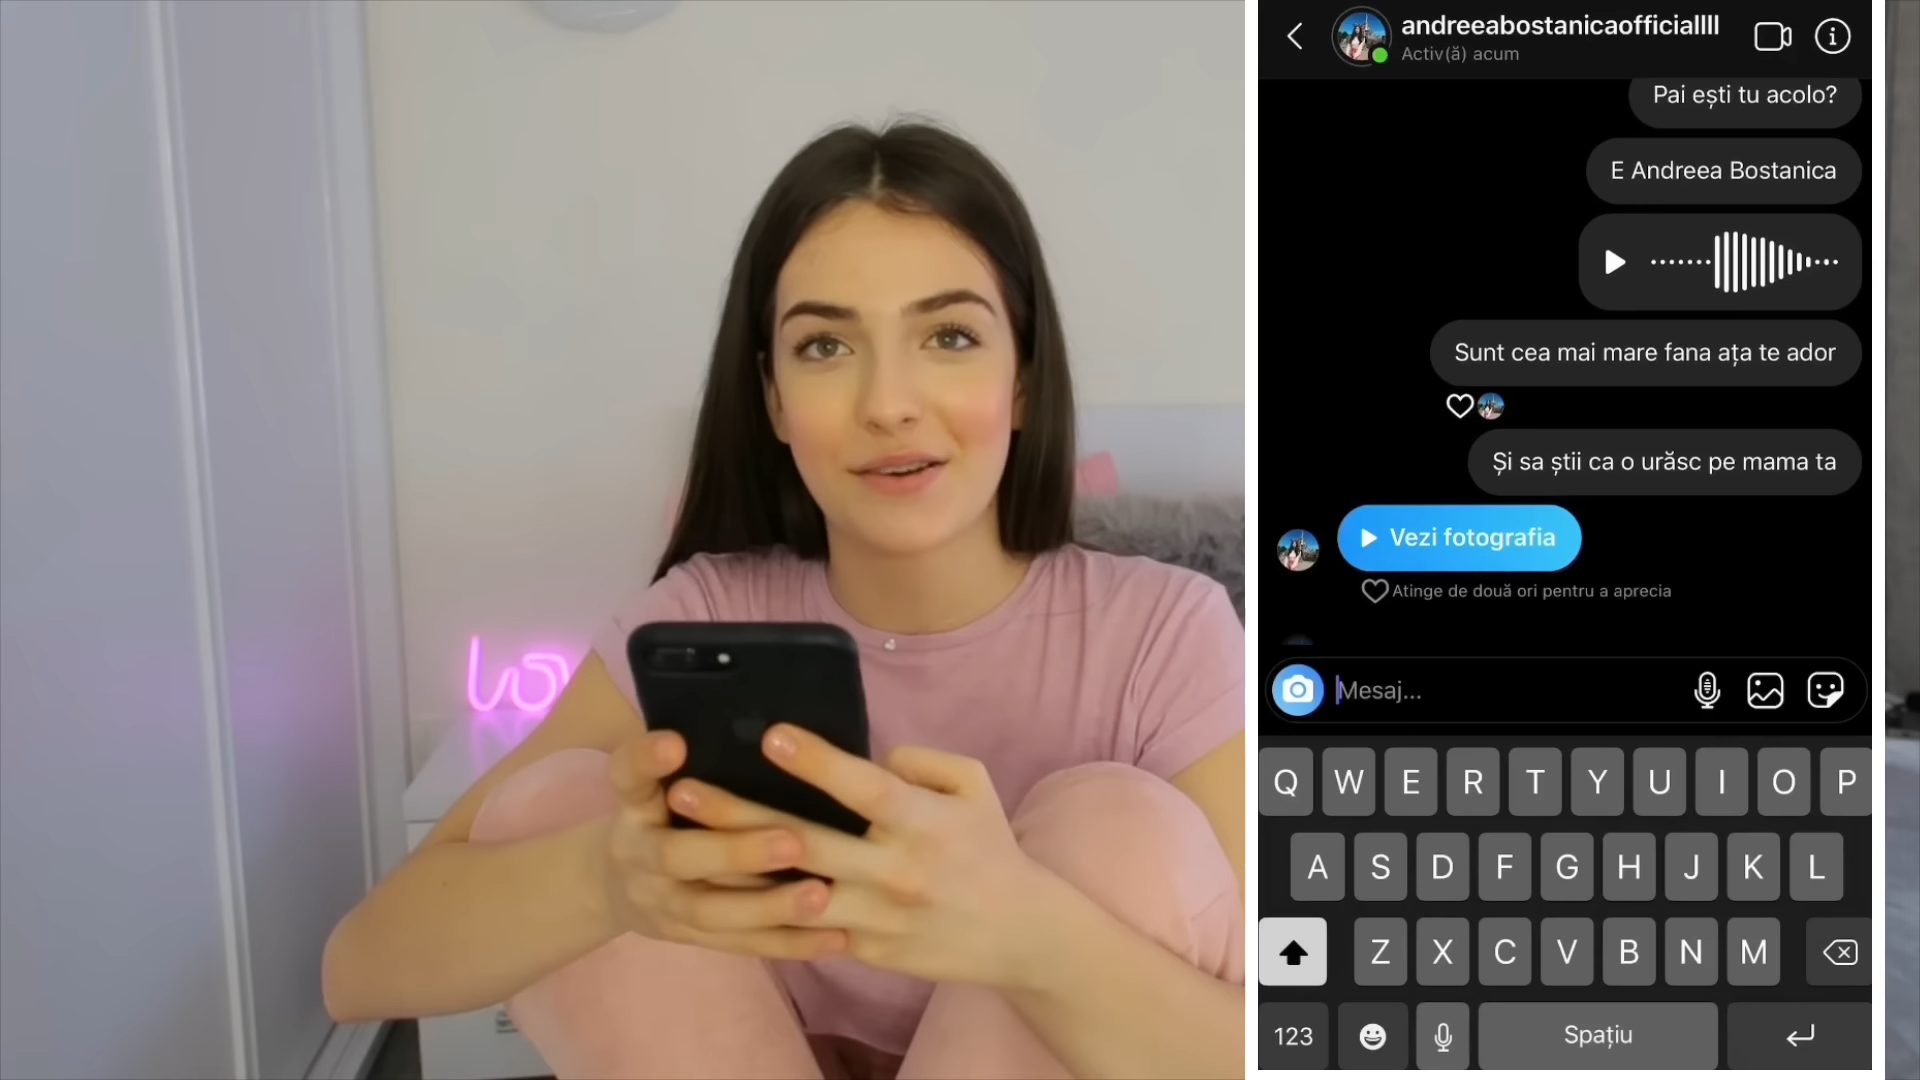 lov
andreeabostanicaofficiallll
Activ(ă) acum
Pai ești tu acolo?
E Andreea Bostanica
Sunt cea mai mare fana ața te ador
Și sa știi ca o urăsc pe mama ta
Vezi fotografia
Atinge de două ori pentru a aprecia
Mesaj...
Q W E R T Y U I O P
A S D F G H J K L
Z X C V B N M
123
Spațiu